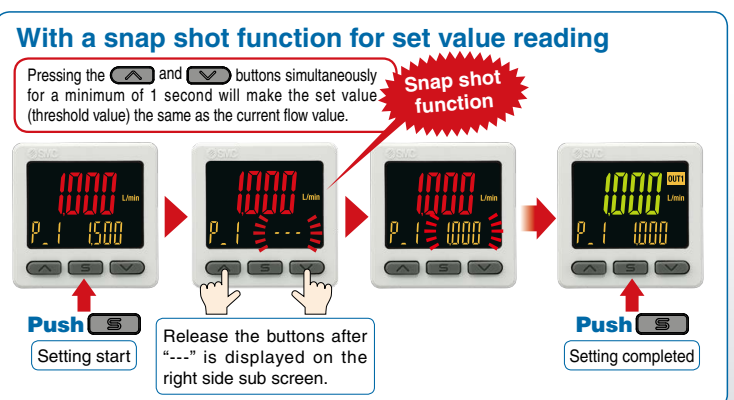 With a snap shot function for set value reading
Pressing the and buttons simultaneously
for a minimum of 1 second will make the set value
(threshold value) the same as the current flow value.
Snap shot
function
SMC
1.000
L/min
P_1 1.500
S
SMC
1.000
L/min
P_1 ---
S
SMC
1.000
L/min
P_1 1.000
S
SMC
1.000
OUT1
L/min
P_1 1.000
S
Push S
Setting start
Release the buttons after
“---” is displayed on the
right side sub screen.
Push S
Setting completed